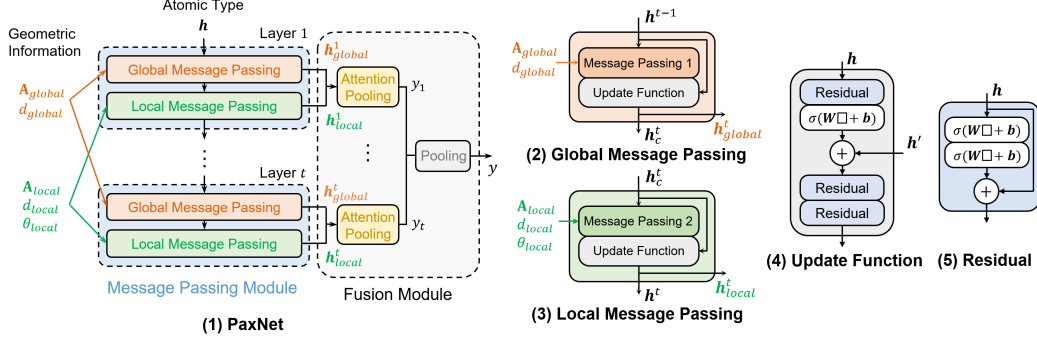 Atomic Type
h
Geometric
Information
Layer 1
Global Message Passing
Local Message Passing
A_global
d_global
A_local
d_local
θ_local
Layer t
Global Message Passing
Local Message Passing
Message Passing Module
h^1_global
Attention
Pooling
y_1
h^1_local
Pooling
y
h^t_global
Attention
Pooling
y_t
h^t_local
Fusion Module
(1) PaxNet
h^{t-1}
A_global
d_global
Message Passing 1
Update Function
h^t_c
h^t_global
(2) Global Message Passing
h^t_c
A_local
d_local
θ_local
Message Passing 2
Update Function
h^t
h^t_local
(3) Local Message Passing
h
Residual
σ(W□ + b)
+
h′
Residual
Residual
(4) Update Function
h
σ(W□ + b)
σ(W□ + b)
+
(5) Residual